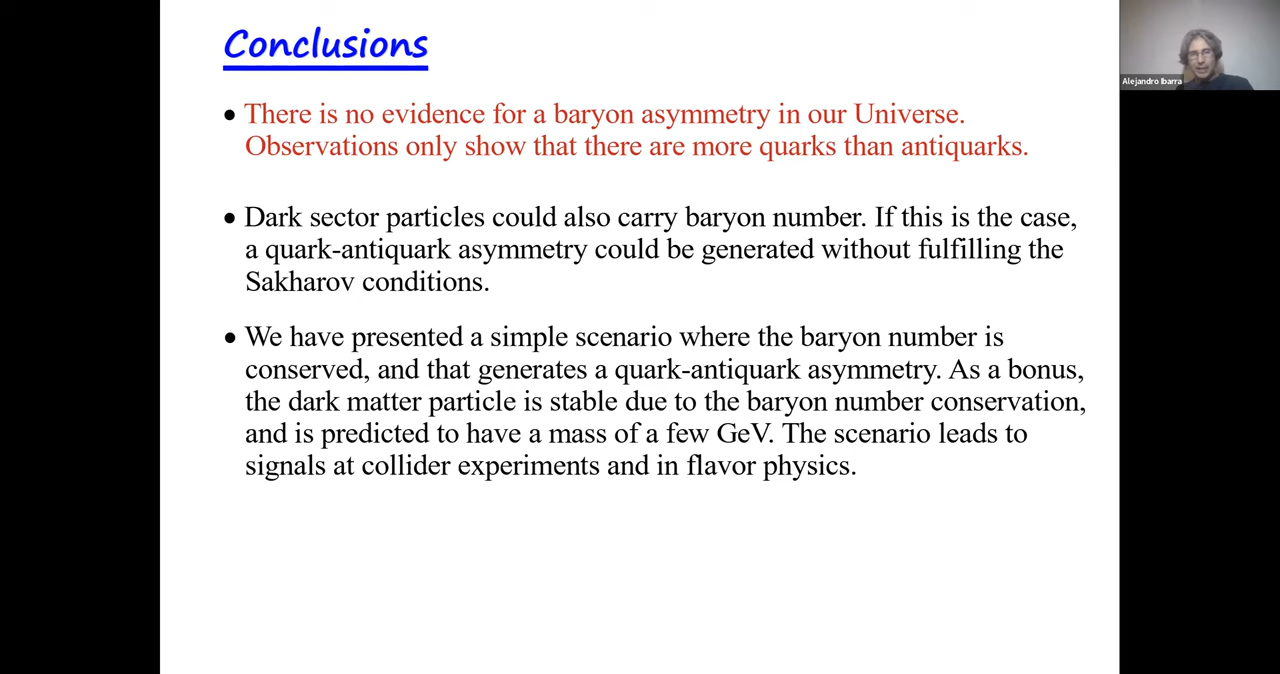 Conclusions
Alejandro Ibarra
• There is no evidence for a baryon asymmetry in our Universe.
Observations only show that there are more quarks than antiquarks.
• Dark sector particles could also carry baryon number. If this is the case,
a quark-antiquark asymmetry could be generated without fulfilling the
Sakharov conditions.
• We have presented a simple scenario where the baryon number is
conserved, and that generates a quark-antiquark asymmetry. As a bonus,
the dark matter particle is stable due to the baryon number conservation,
and is predicted to have a mass of a few GeV. The scenario leads to
signals at collider experiments and in flavor physics.